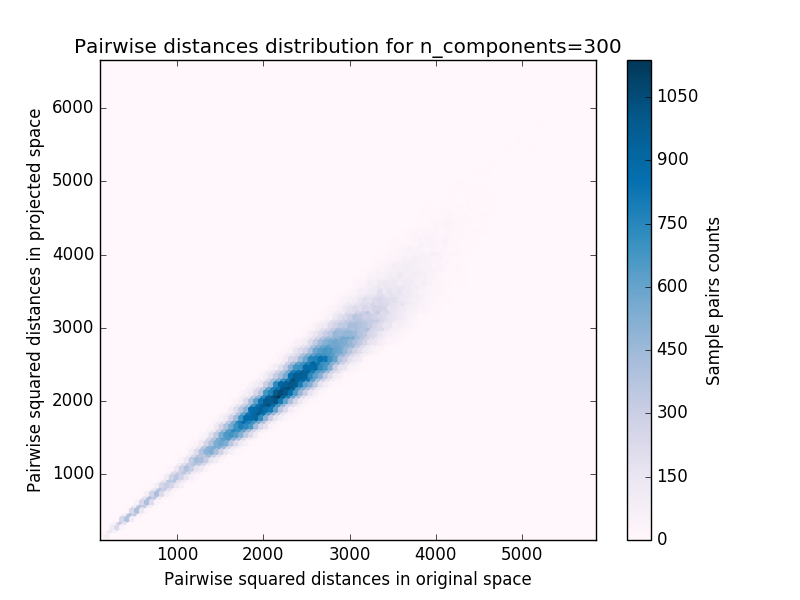 Pairwise distances distribution for n_components=300
Pairwise squared distances in projected space
6000
5000
4000
3000
2000
1000
1000 2000 3000 4000 5000
Pairwise squared distances in original space
1050
900
750
600
450
300
150
0
Sample pairs counts